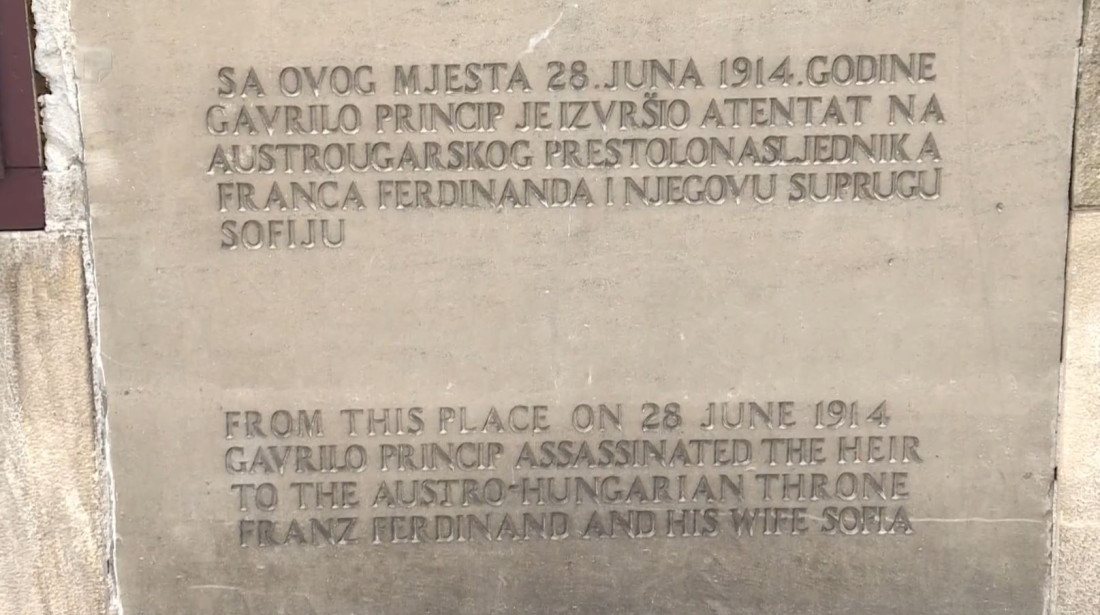 SA OVOG MJESTA 28.JUNA 1914.GODINE
GAVRILO PRINCIP JE IZVRŠIO ATENTAT NA
AUSTROUGARSKOG PRESTOLONASLJEDNIKA
FRANCA FERDINANDA I NJEGOVU SUPRUGU
SOFIJU
FROM THIS PLACE ON 28 JUNE 1914
GAVRILO PRINCIP ASSASSINATED THE HEIR
TO THE AUSTRO-HUNGARIAN THRONE
FRANZ FERDINAND AND HIS WIFE SOFIA